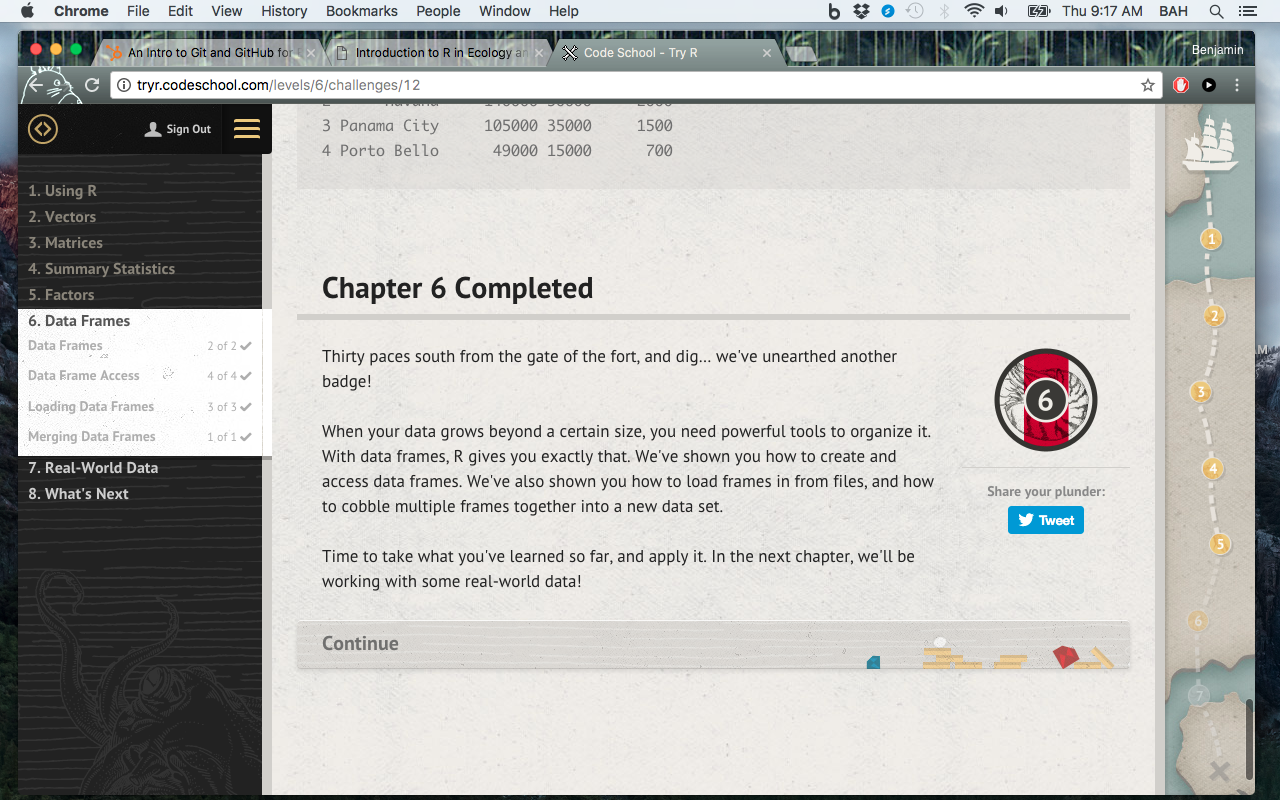 Chrome File Edit View History Bookmarks People Window Help Thu 9:17 AM BAH
An Intro to Git and GitHub for Introduction to R in Ecology an Code School - Try R Benjamin
tryr.codeschool.com/levels/6/challenges/12
Sign Out
1. Using R
2. Vectors
3. Matrices
4. Summary Statistics
5. Factors
6. Data Frames
Data Frames 2 of 2
Data Frame Access 4 of 4
Loading Data Frames 3 of 3
Merging Data Frames 1 of 1
7. Real-World Data
8. What's Next
3 Panama City 105000 35000 1500
4 Porto Bello 49000 15000 700
Chapter 6 Completed
Thirty paces south from the gate of the fort, and dig... we've unearthed another
badge!
When your data grows beyond a certain size, you need powerful tools to organize it.
With data frames, R gives you exactly that. We've shown you how to create and
access data frames. We've also shown you how to load frames in from files, and how
to cobble multiple frames together into a new data set.
Time to take what you've learned so far, and apply it. In the next chapter, we'll be
working with some real-world data!
6
Share your plunder:
Tweet
Continue
1
2
3
4
5
6
7
AM